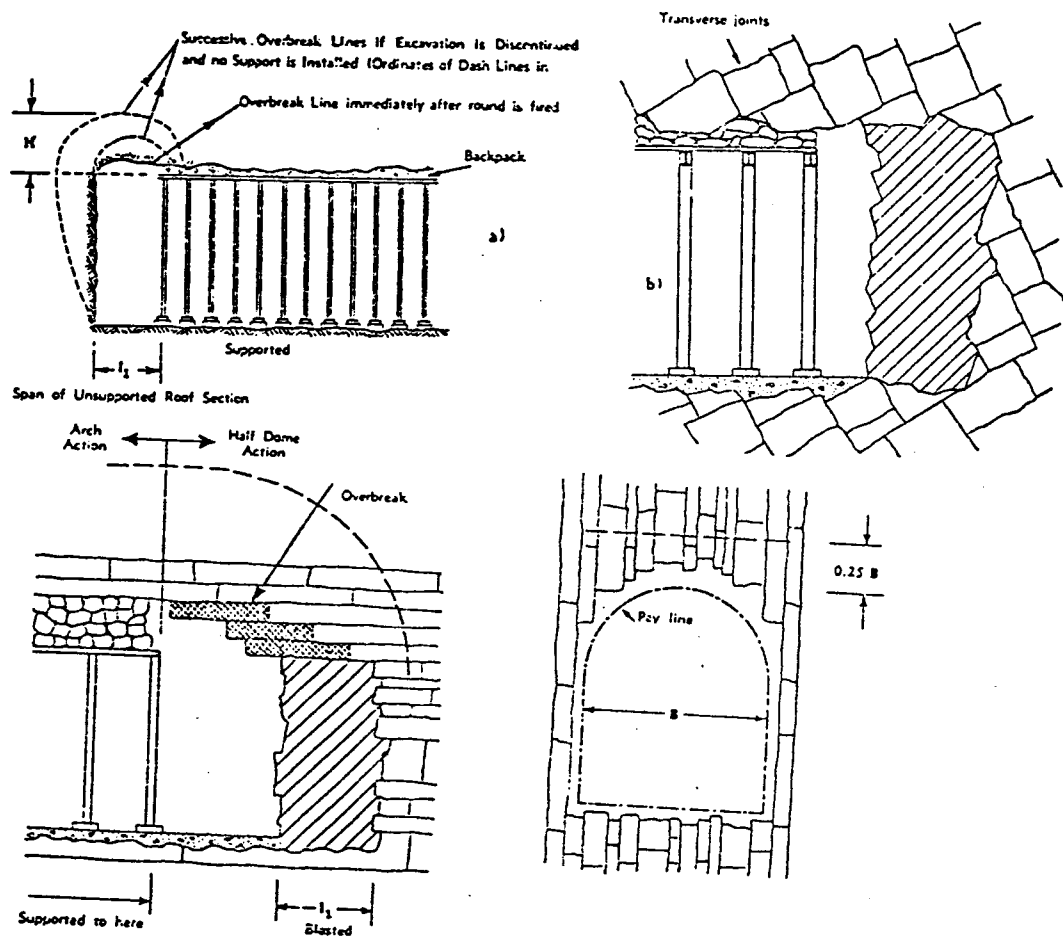 Successive Overbreak Lines If Excavation Is Discontinued
and no Support is Installed (Ordinates of Dash Lines in
Overbreak Line immediately after round is fired
Backpack
a)
Supported
l₁
Span of Unsupported Roof Section
Transverse joints
b)
Arch
Action
Half Dome
Action
Overbreak
Supported to here
l₁
Blasted
0.25 B
Pay line
B